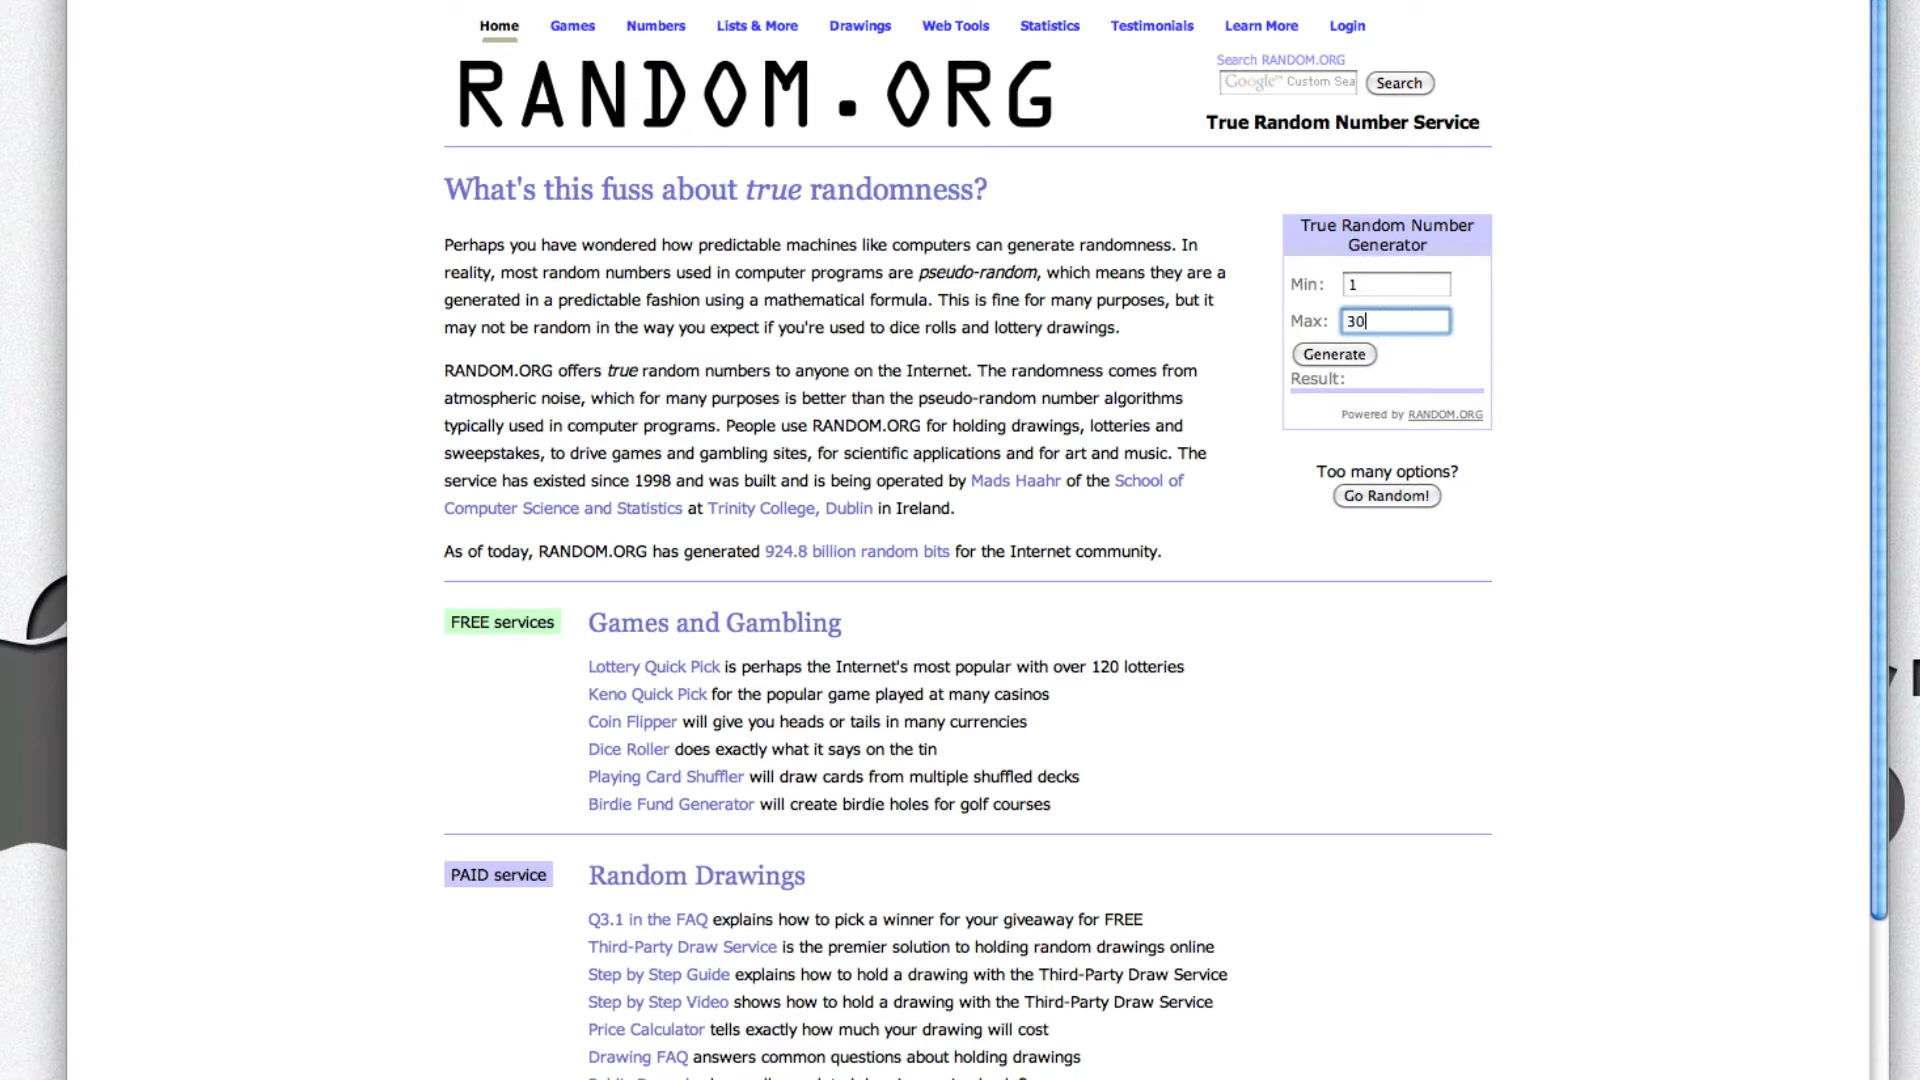 Home Games Numbers Lists & More Drawings Web Tools Statistics Testimonials Learn More Login
RANDOM.ORG
Search RANDOM.ORG
Google™ Custom Sea Search
True Random Number Service
What's this fuss about true randomness?
Perhaps you have wondered how predictable machines like computers can generate randomness. In
reality, most random numbers used in computer programs are pseudo-random, which means they are a
generated in a predictable fashion using a mathematical formula. This is fine for many purposes, but it
may not be random in the way you expect if you're used to dice rolls and lottery drawings.
RANDOM.ORG offers true random numbers to anyone on the Internet. The randomness comes from
atmospheric noise, which for many purposes is better than the pseudo-random number algorithms
typically used in computer programs. People use RANDOM.ORG for holding drawings, lotteries and
sweepstakes, to drive games and gambling sites, for scientific applications and for art and music. The
service has existed since 1998 and was built and is being operated by Mads Haahr of the School of
Computer Science and Statistics at Trinity College, Dublin in Ireland.
As of today, RANDOM.ORG has generated 924.8 billion random bits for the Internet community.
True Random Number
Generator
Min: 1
Max: 30
Generate
Result:
Powered by RANDOM.ORG
Too many options?
Go Random!
FREE services
Games and Gambling
Lottery Quick Pick is perhaps the Internet's most popular with over 120 lotteries
Keno Quick Pick for the popular game played at many casinos
Coin Flipper will give you heads or tails in many currencies
Dice Roller does exactly what it says on the tin
Playing Card Shuffler will draw cards from multiple shuffled decks
Birdie Fund Generator will create birdie holes for golf courses
PAID service
Random Drawings
Q3.1 in the FAQ explains how to pick a winner for your giveaway for FREE
Third-Party Draw Service is the premier solution to holding random drawings online
Step by Step Guide explains how to hold a drawing with the Third-Party Draw Service
Step by Step Video shows how to hold a drawing with the Third-Party Draw Service
Price Calculator tells exactly how much your drawing will cost
Drawing FAQ answers common questions about holding drawings